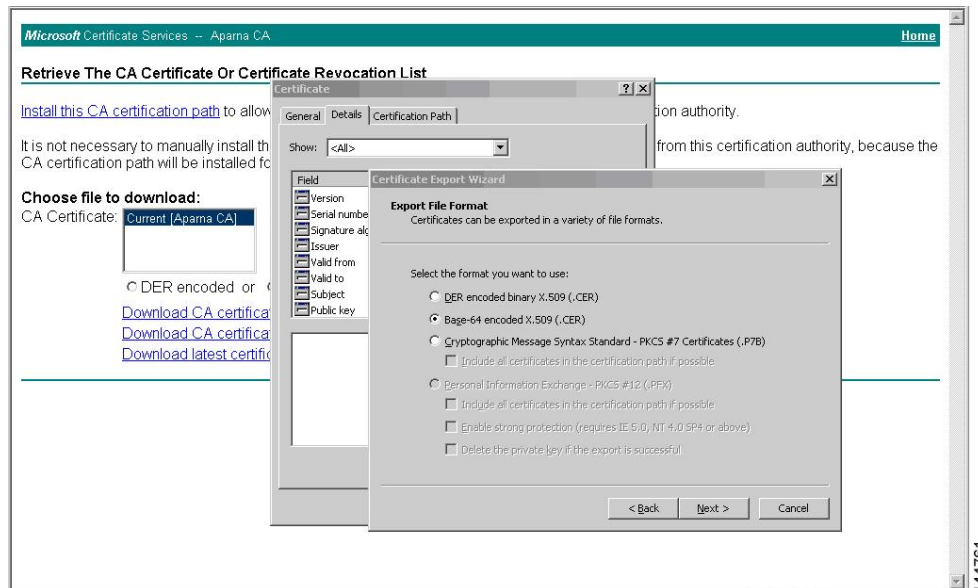 Microsoft Certificate Services -- Aparna CA
Home
Retrieve The CA Certificate Or Certificate Revocation List
Install this CA certification path to allow
tion authority.
It is not necessary to manually install th
from this certification authority, because the
CA certification path will be installed fo
Choose file to download:
CA Certificate:
Current [Aparna CA]
DER encoded or
Download CA certifica
Download CA certifica
Download latest certific
Certificate
General
Details
Certification Path
Show:
<All>
Field
Version
Serial numbe
Signature alg
Issuer
Valid from
Valid to
Subject
Public key
Certificate Export Wizard
Export File Format
Certificates can be exported in a variety of file formats.
Select the format you want to use:
DER encoded binary X.509 (.CER)
Base-64 encoded X.509 (.CER)
Cryptographic Message Syntax Standard - PKCS #7 Certificates (.P7B)
Include all certificates in the certification path if possible
Personal Information Exchange - PKCS #12 (.PFX)
Include all certificates in the certification path if possible
Enable strong protection (requires IE 5.0, NT 4.0 SP4 or above)
Delete the private key if the export is successful
< Back
Next >
Cancel